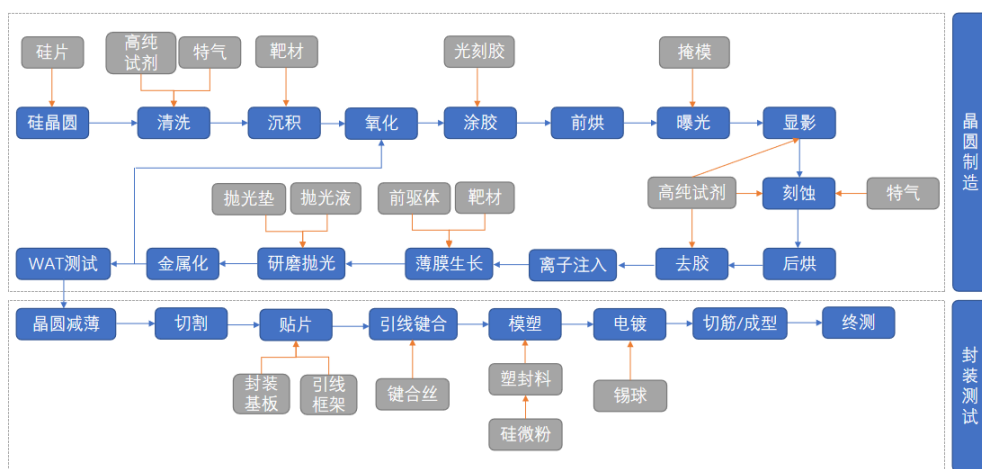 硅片
高纯
试剂
特气
靶材
光刻胶
掩模
硅晶圆
清洗
沉积
氧化
涂胶
前烘
曝光
显影
晶圆制造
抛光垫
抛光液
前驱体
靶材
高纯试剂
刻蚀
特气
WAT测试
金属化
研磨抛光
薄膜生长
离子注入
去胶
后烘
晶圆减薄
切割
贴片
引线键合
模塑
电镀
切筋/成型
终测
封装测试
封装
基板
引线
框架
键合丝
塑封料
锡球
硅微粉